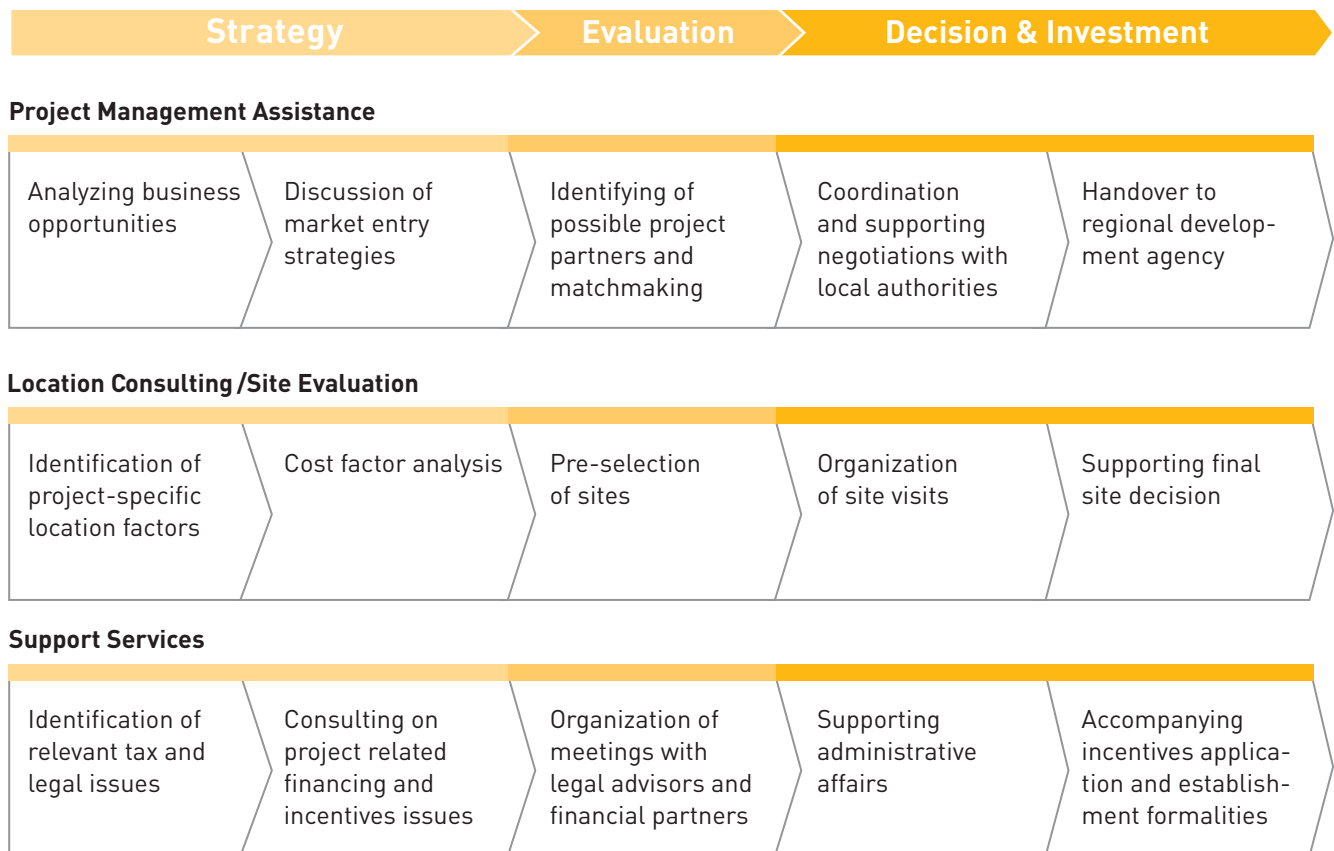 Strategy
Evaluation
Decision & Investment
Project Management Assistance
Analyzing business
opportunities
Discussion of
market entry
strategies
Identifying of
possible project
partners and
matchmaking
Coordination
and supporting
negotiations with
local authorities
Handover to
regional develop-
ment agency
Location Consulting /Site Evaluation
Identification of
project-specific
location factors
Cost factor analysis
Pre-selection
of sites
Organization
of site visits
Supporting final
site decision
Support Services
Identification of
relevant tax and
legal issues
Consulting on
project related
financing and
incentives issues
Organization of
meetings with
legal advisors and
financial partners
Supporting
administrative
affairs
Accompanying
incentives applica-
tion and establish-
ment formalities